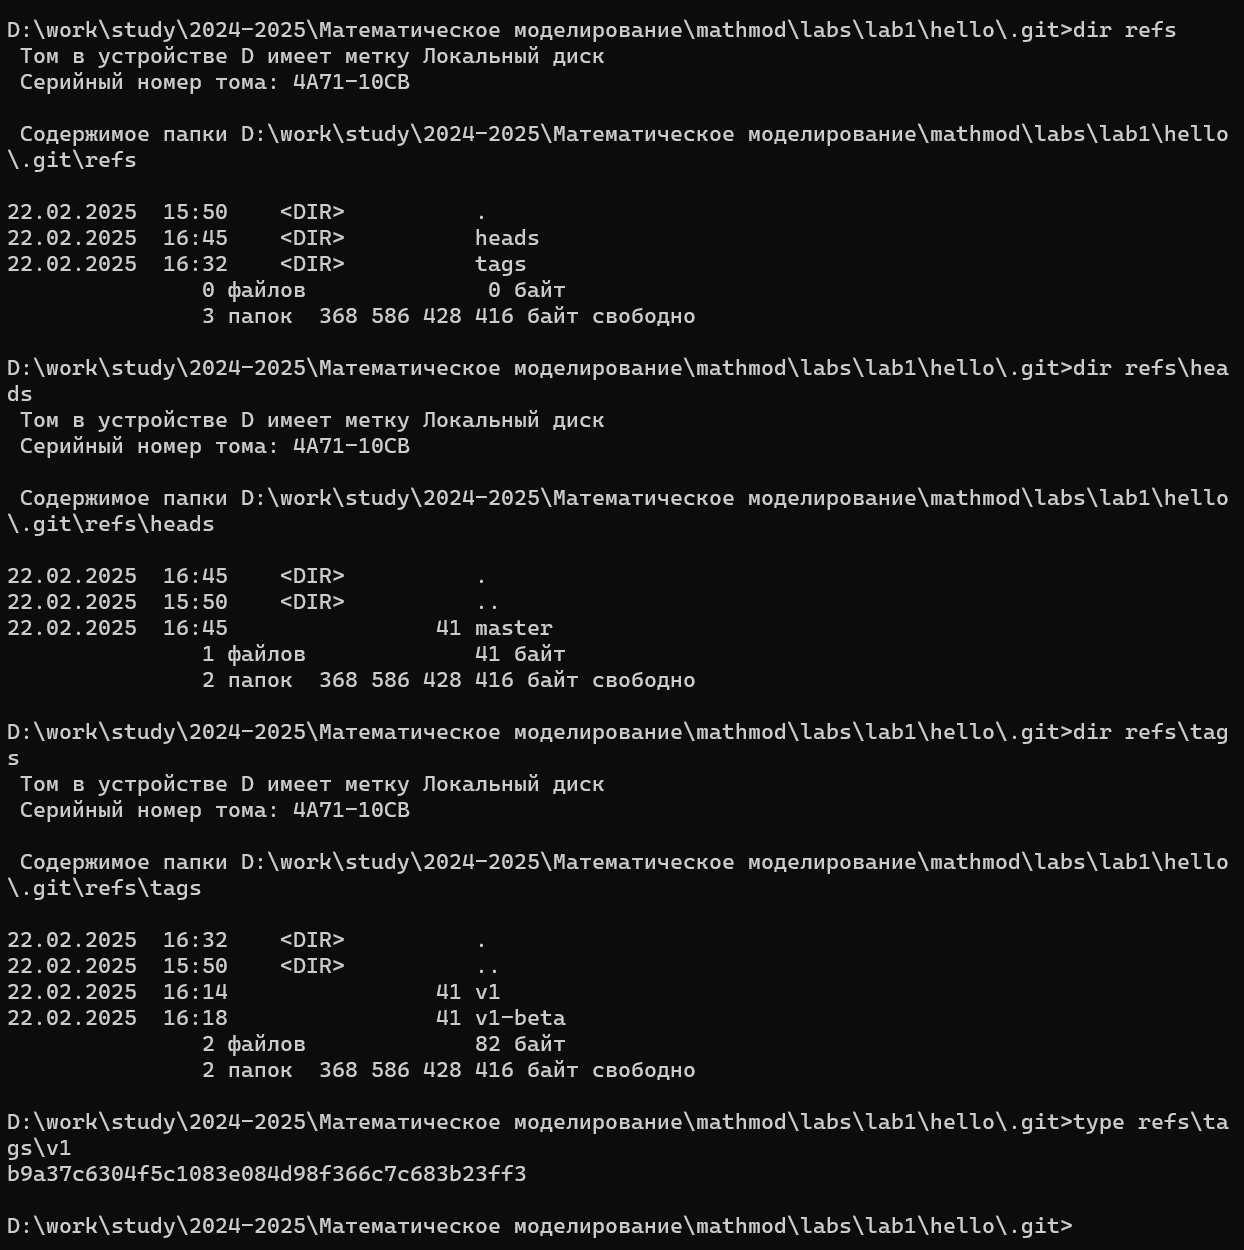 D:\work\study\2024-2025\Математическое моделирование\mathmod\labs\lab1\hello\.git>dir refs
 Том в устройстве D имеет метку Локальный диск
 Серийный номер тома: 4A71-10CB

 Содержимое папки D:\work\study\2024-2025\Математическое моделирование\mathmod\labs\lab1\hello
\.git\refs

22.02.2025  15:50    <DIR>          .
22.02.2025  16:45    <DIR>          heads
22.02.2025  16:32    <DIR>          tags
               0 файлов              0 байт
               3 папок  368 586 428 416 байт свободно

D:\work\study\2024-2025\Математическое моделирование\mathmod\labs\lab1\hello\.git>dir refs\hea
ds
 Том в устройстве D имеет метку Локальный диск
 Серийный номер тома: 4A71-10CB

 Содержимое папки D:\work\study\2024-2025\Математическое моделирование\mathmod\labs\lab1\hello
\.git\refs\heads

22.02.2025  16:45    <DIR>          .
22.02.2025  15:50    <DIR>          ..
22.02.2025  16:45                41 master
               1 файлов             41 байт
               2 папок  368 586 428 416 байт свободно

D:\work\study\2024-2025\Математическое моделирование\mathmod\labs\lab1\hello\.git>dir refs\tag
s
 Том в устройстве D имеет метку Локальный диск
 Серийный номер тома: 4A71-10CB

 Содержимое папки D:\work\study\2024-2025\Математическое моделирование\mathmod\labs\lab1\hello
\.git\refs\tags

22.02.2025  16:32    <DIR>          .
22.02.2025  15:50    <DIR>          ..
22.02.2025  16:14                41 v1
22.02.2025  16:18                41 v1-beta
               2 файлов             82 байт
               2 папок  368 586 428 416 байт свободно

D:\work\study\2024-2025\Математическое моделирование\mathmod\labs\lab1\hello\.git>type refs\ta
gs\v1
b9a37c6304f5c1083e084d98f366c7c683b23ff3

D:\work\study\2024-2025\Математическое моделирование\mathmod\labs\lab1\hello\.git>